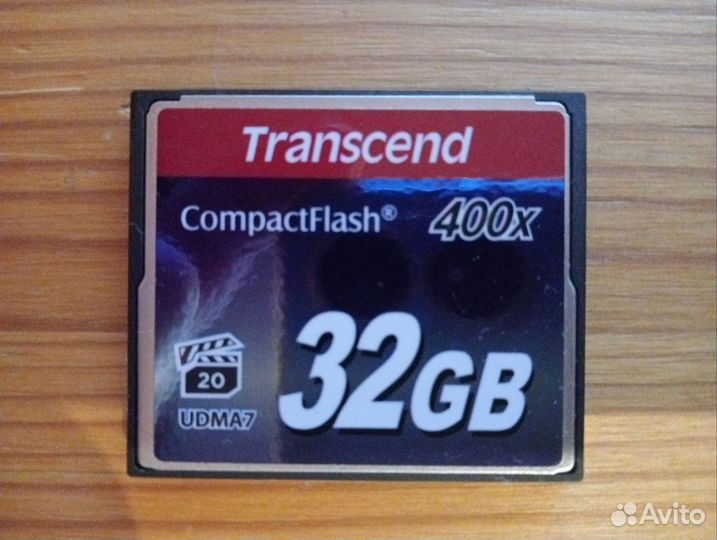 Transcend
CompactFlash® 400x
20
UDMA7
32GB
Avito